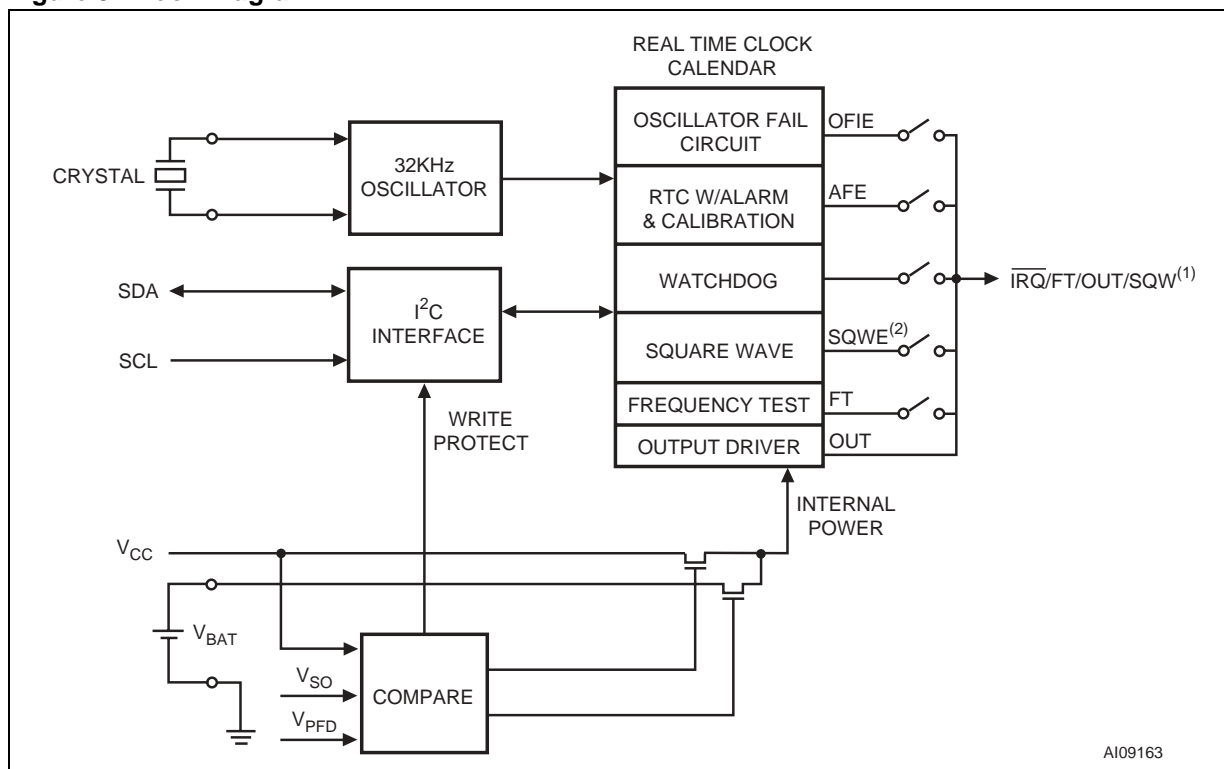 REAL TIME CLOCK
CALENDAR
OSCILLATOR FAIL
CIRCUIT
OFIE
CRYSTAL
32KHz
OSCILLATOR
RTC W/ALARM
& CALIBRATION
AFE
SDA
I2C
INTERFACE
WATCHDOG
IRQ/FT/OUT/SQW(1)
SCL
SQUARE WAVE
SQWE(2)
WRITE
PROTECT
FREQUENCY TEST
FT
OUTPUT DRIVER
OUT
INTERNAL
POWER
VCC
VBAT
VSO
COMPARE
VPFD
AI09163